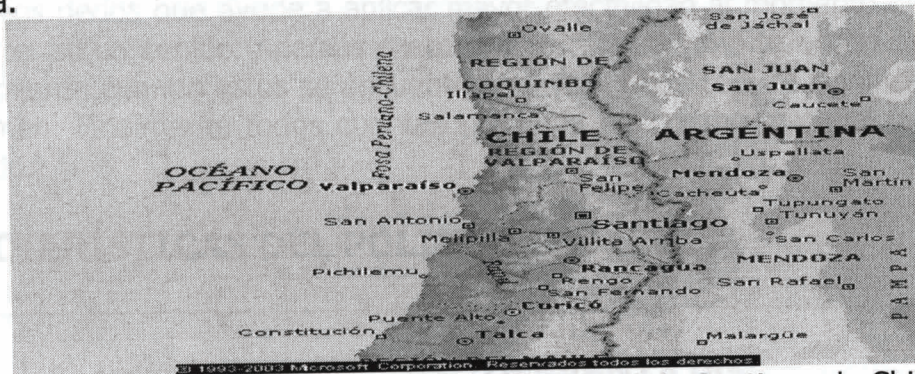 a.
Ovalle
San José
de Jáchal
REGIÓN DE
COQUIMBO
SAN JUAN
San Juan
Illapel
Caucete
Salamanca
Fosa Peruano-Chilena
CHILE
ARGENTINA
REGIÓN DE
VALPARAÍSO
Uspallata
OCÉANO
PACÍFICO
Valparaíso
San
Felipe
Mendoza
San
Martín
Cacheuta
Tupungato
San Antonio
Santiago
Tunuyán
Melipilla
Villita Arriba
San Carlos
Pichilemu
Rancagua
MENDOZA
Rengo
San Fernando
San Rafael
PAMPA
Curicó
Puente Alto
Constitución
Talca
Malargüe
© 1993-2003 Microsoft Corporation. Reservados todos los derechos